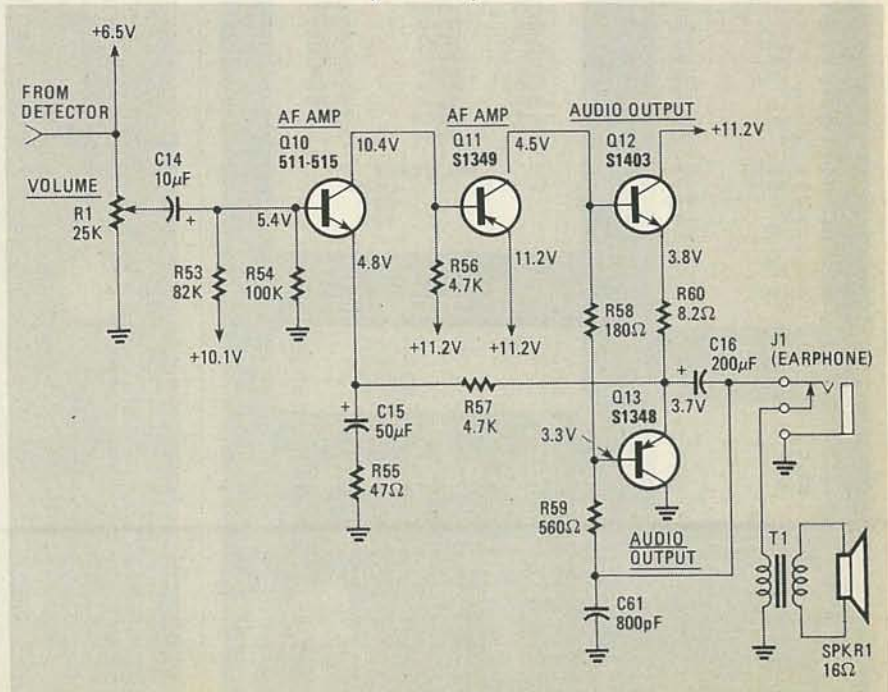 +6.5V
FROM
DETECTOR
VOLUME
R1
25K
C14
10µF
+
R53
82K
+10.1V
R54
100K
5.4V
AF AMP
Q10
511-515
10.4V
4.8V
AF AMP
Q11
S1349
4.5V
11.2V
R56
4.7K
+11.2V
+11.2V
AUDIO OUTPUT
Q12
S1403
+11.2V
3.8V
R58
180Ω
R60
8.2Ω
+
C16
200µF
J1
(EARPHONE)
3.7V
+
C15
50µF
R57
4.7K
R55
47Ω
Q13
S1348
3.3V
R59
560Ω
AUDIO
OUTPUT
C61
800pF
T1
SPKR1
16Ω